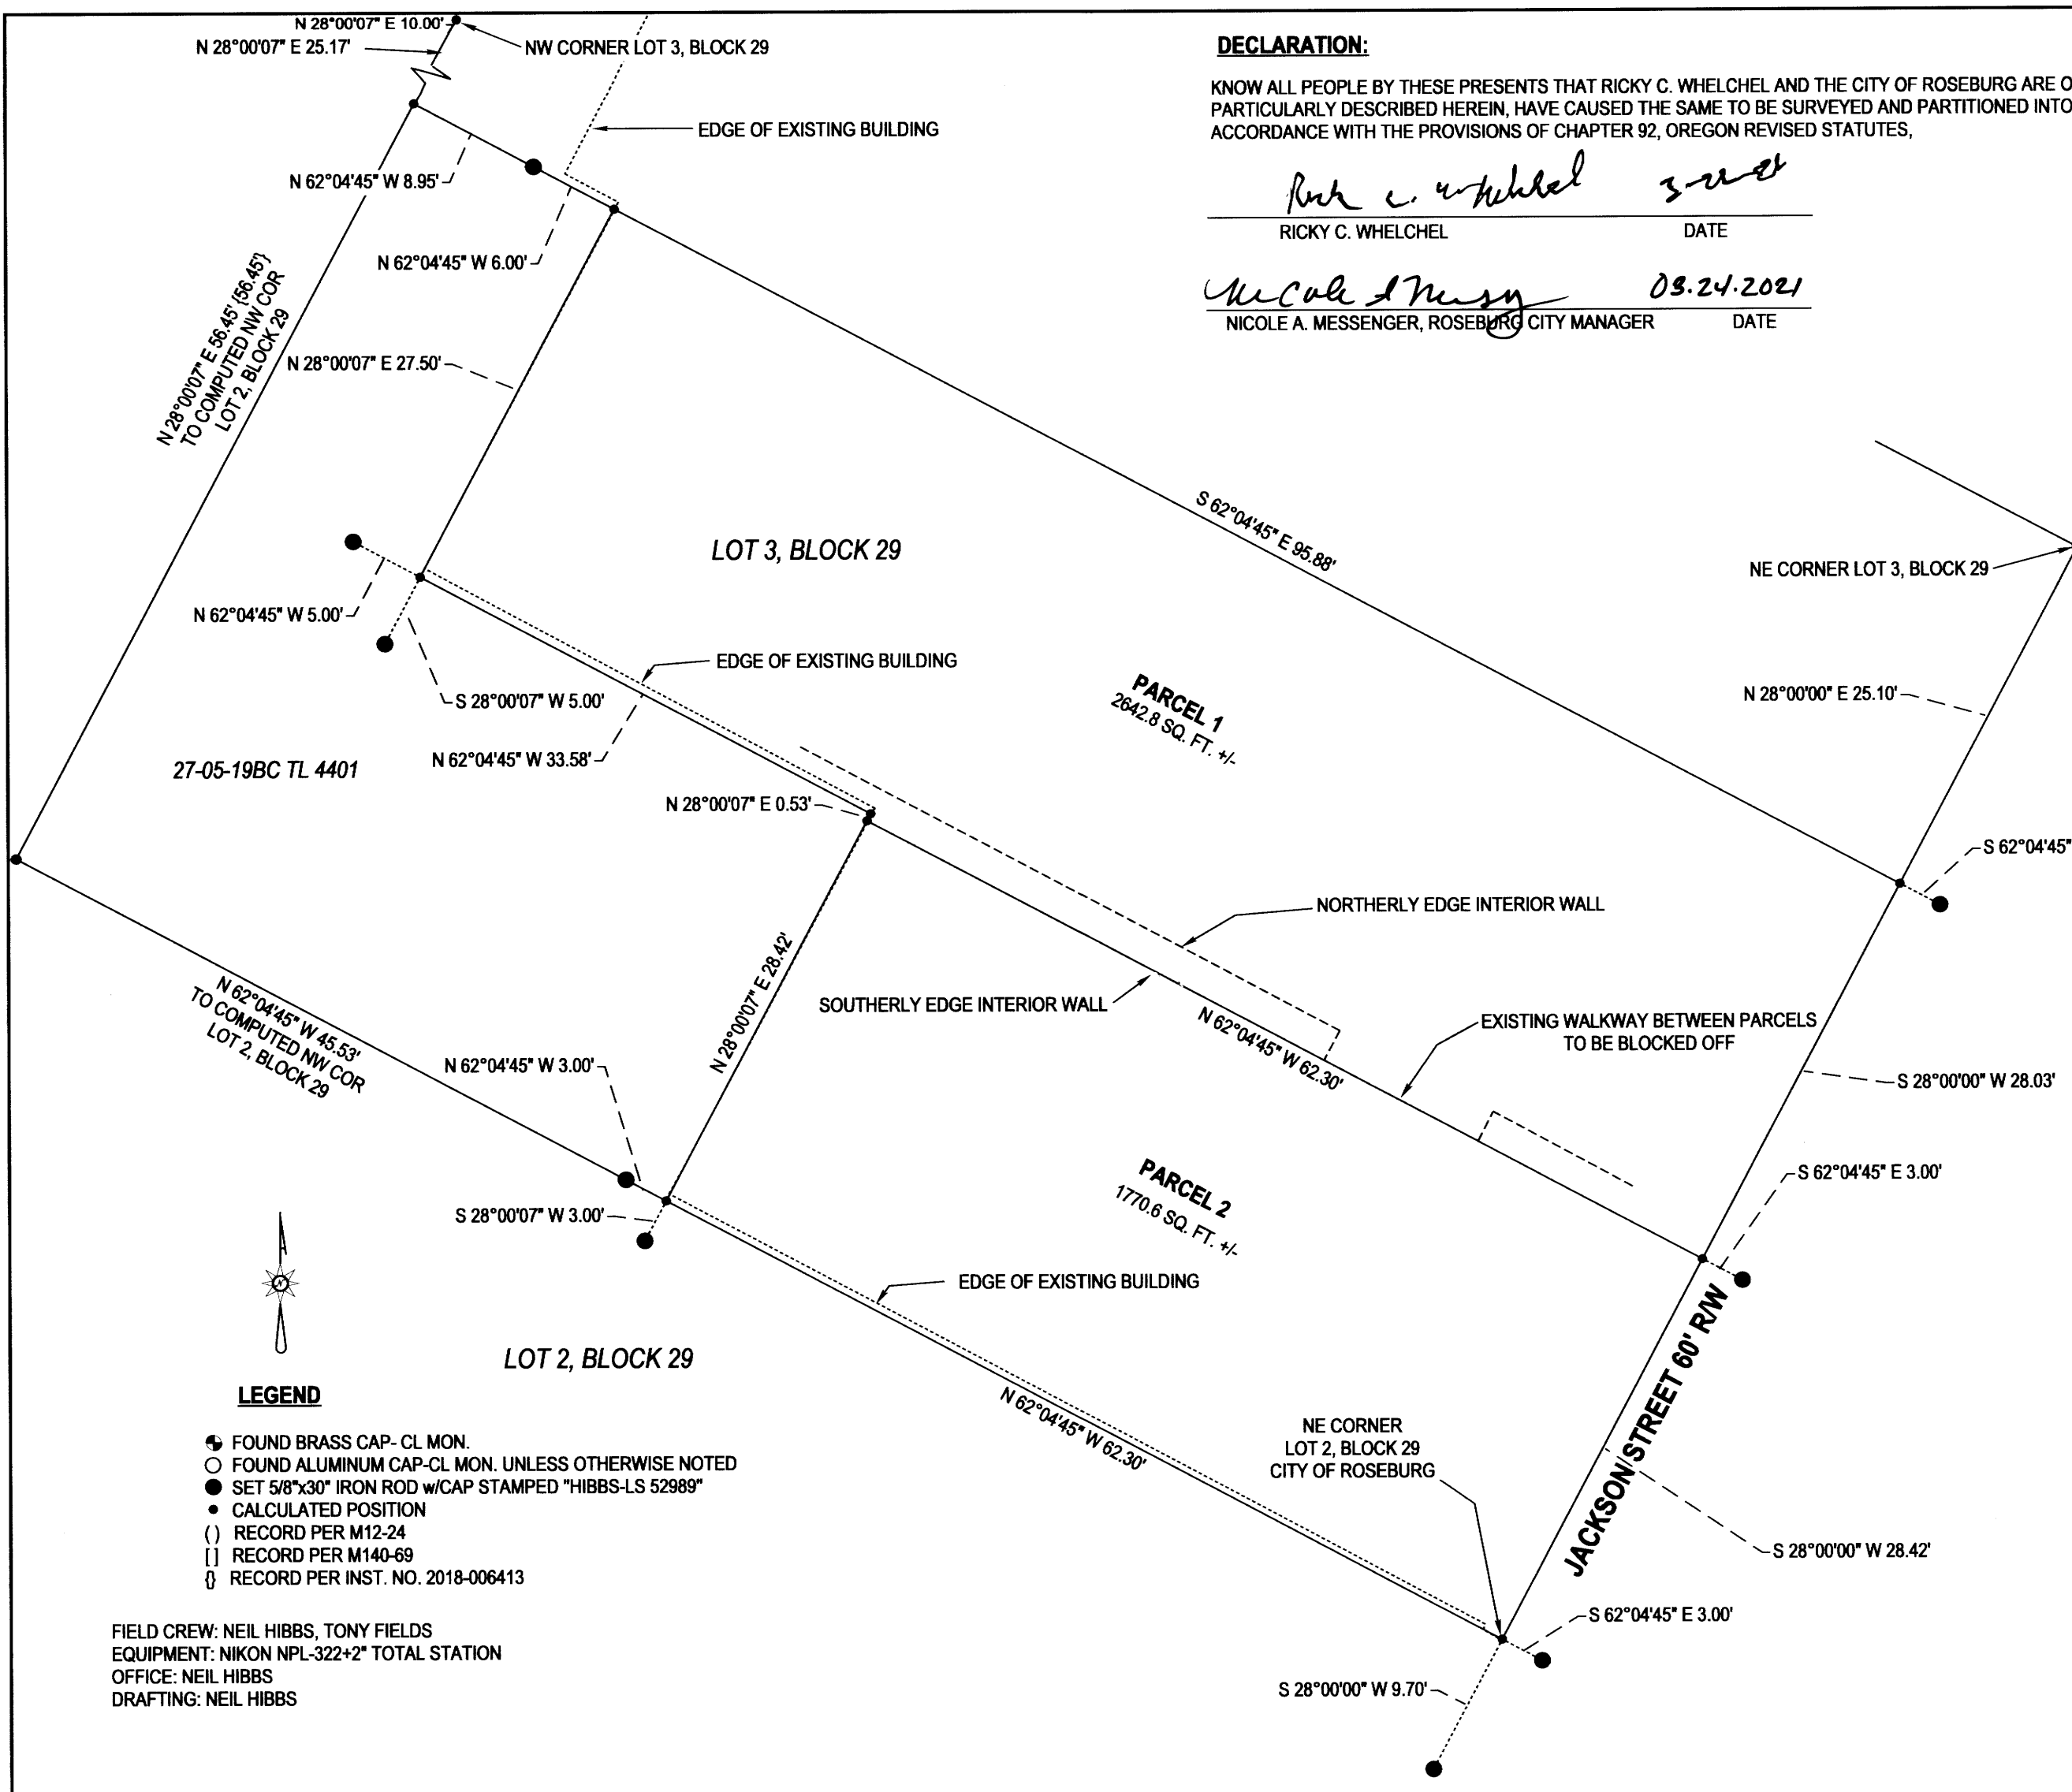 N 28°00'07" E 10.00'
N 28°00'07" E 25.17'
NW CORNER LOT 3, BLOCK 29
EDGE OF EXISTING BUILDING
N 62°04'45" W 8.95'
N 62°04'45" W 6.00'
N 28°00'07" E 56.45' {56.45'}
TO COMPUTED NW COR
LOT 2, BLOCK 29
N 28°00'07" E 27.50'
DECLARATION:
KNOW ALL PEOPLE BY THESE PRESENTS THAT RICKY C. WHELCHEL AND THE CITY OF ROSEBURG ARE
PARTICULARLY DESCRIBED HEREIN, HAVE CAUSED THE SAME TO BE SURVEYED AND PARTITIONED INTO
ACCORDANCE WITH THE PROVISIONS OF CHAPTER 92, OREGON REVISED STATUTES,
RICKY C. WHELCHEL
DATE
03.24.2021
NICOLE A. MESSENGER, ROSEBURG CITY MANAGER
DATE
LOT 3, BLOCK 29
S 62°04'45" E 95.88'
NE CORNER LOT 3, BLOCK 29
N 62°04'45" W 5.00'
EDGE OF EXISTING BUILDING
S 28°00'07" W 5.00'
PARCEL 1
2642.8 SQ. FT. +/-
N 28°00'00" E 25.10'
N 62°04'45" W 33.58'
27-05-19BC TL 4401
N 28°00'07" E 0.53'
S 62°04'45"
NORTHERLY EDGE INTERIOR WALL
N 28°00'07" E 28.42'
SOUTHERLY EDGE INTERIOR WALL
N 62°04'45" W 62.30'
EXISTING WALKWAY BETWEEN PARCELS
TO BE BLOCKED OFF
N 62°04'45" W 45.53'
TO COMPUTED NW COR
LOT 2, BLOCK 29
N 62°04'45" W 3.00'
S 28°00'00" W 28.03'
S 62°04'45" E 3.00'
PARCEL 2
1770.6 SQ. FT. +/-
S 28°00'07" W 3.00'
EDGE OF EXISTING BUILDING
N
LOT 2, BLOCK 29
N 62°04'45" W 62.30'
JACKSON STREET 60' R/W
NE CORNER
LOT 2, BLOCK 29
CITY OF ROSEBURG
S 28°00'00" W 28.42'
S 62°04'45" E 3.00'
S 28°00'00" W 9.70'
LEGEND
FOUND BRASS CAP- CL MON.
FOUND ALUMINUM CAP-CL MON. UNLESS OTHERWISE NOTED
SET 5/8"x30" IRON ROD w/CAP STAMPED "HIBBS-LS 52989"
CALCULATED POSITION
( ) RECORD PER M12-24
[ ] RECORD PER M140-69
{} RECORD PER INST. NO. 2018-006413
FIELD CREW: NEIL HIBBS, TONY FIELDS
EQUIPMENT: NIKON NPL-322+2" TOTAL STATION
OFFICE: NEIL HIBBS
DRAFTING: NEIL HIBBS